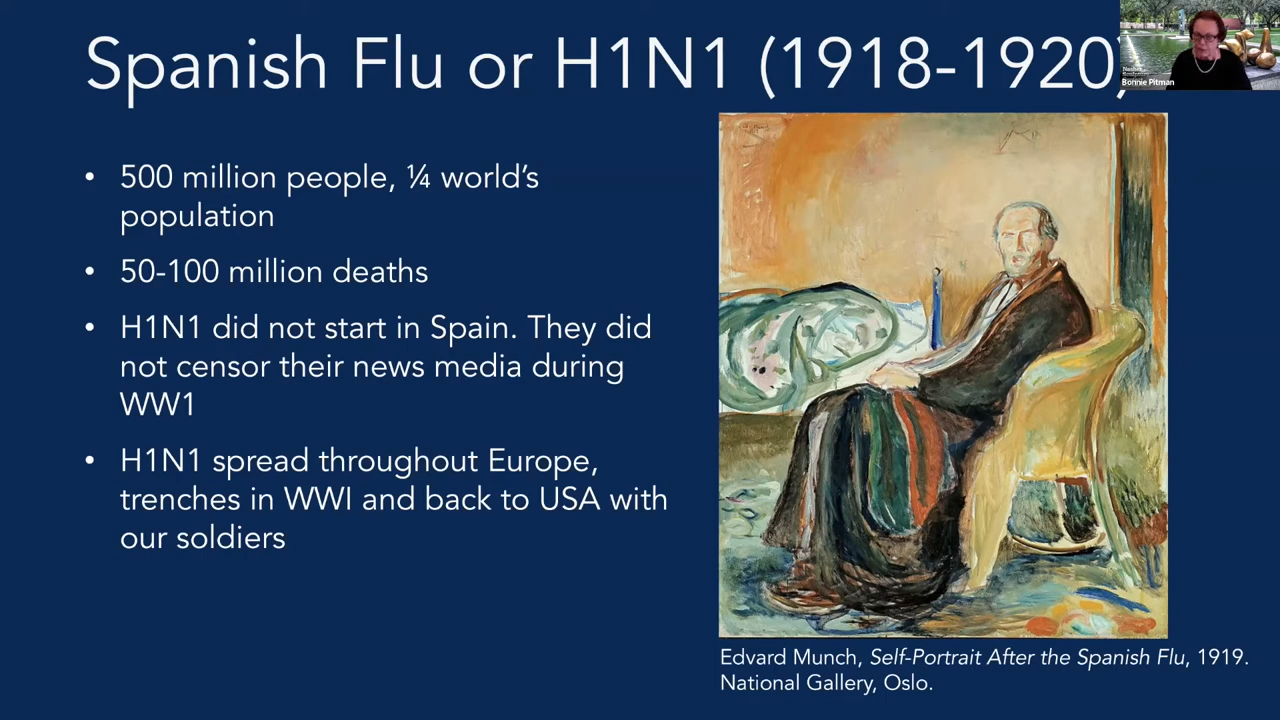 Spanish Flu or H1N1 (1918-1920)
Bonnie Pitman
• 500 million people, ¼ world’s
population
• 50-100 million deaths
• H1N1 did not start in Spain. They did
not censor their news media during
WW1
• H1N1 spread throughout Europe,
trenches in WWI and back to USA with
our soldiers
Edvard Munch, Self-Portrait After the Spanish Flu, 1919.
National Gallery, Oslo.